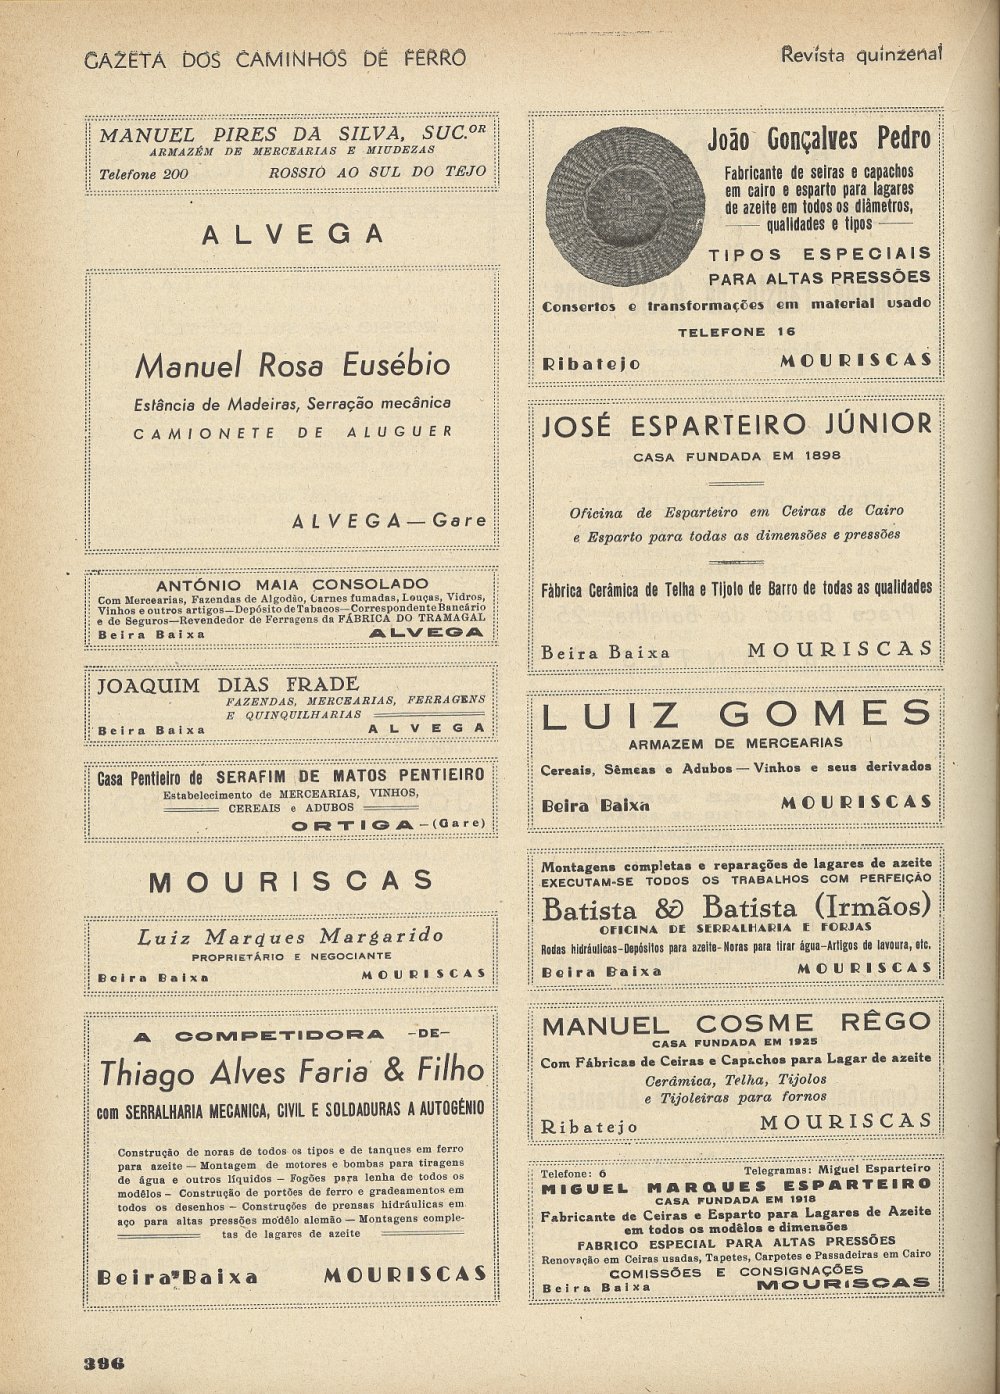 GAZETA DOS CAMINHOS DE FERRO
Revista quinzenal
MANUEL PIRES DA SILVA, SUC.OR
ARMAZÉM DE MERCEARIAS E MIUDEZAS
Telefone 200 ROSSIO AO SUL DO TEJO
ALVEGA
Manuel Rosa Eusébio
Estância de Madeiras, Serração mecânica
CAMIONETE DE ALUGUER
ALVEGA—Gare
ANTÓNIO MAIA CONSOLADO
Com Mercearias, Fazendas de Algodão, Carnes fumadas, Louças, Vidros,
Vinhos e outros artigos—Depósito de Tabacos—Correspondente Bancário
e de Seguros—Revendedor de Ferragens da FÁBRICA DO TRAMAGAL
Beira Baixa ALVEGA
JOAQUIM DIAS FRADE
FAZENDAS, MERCEARIAS, FERRAGENS
E QUINQUILHARIAS
Beira Baixa ALVEGA
Casa Pentieiro de SERAFIM DE MATOS PENTIEIRO
Estabelecimento de MERCEARIAS, VINHOS,
CEREAIS e ADUBOS
ORTIGA—(Gare)
MOURISCAS
Luiz Marques Margarido
PROPRIETÁRIO E NEGOCIANTE
Beira Baixa MOURISCAS
A COMPETIDORA —DE—
Thiago Alves Faria & Filho
com SERRALHARIA MECANICA, CIVIL E SOLDADURAS A AUTOGÉNIO
Construção de noras de todos os tipos e de tanques em ferro
para azeite — Montagem de motores e bombas para tiragens
de água e outros líquidos — Fogões para lenha de todos os
modêlos — Construção de portões de ferro e gradeamentos em
todos os desenhos — Construções de prensas hidráulicas em
aço para altas pressões modêlo alemão — Montagens comple-
tas de lagares de azeite
Beira Baixa MOURISCAS
396
João Gonçalves Pedro
Fabricante de seiras e capachos
em cairo e esparto para lagares
de azeite em todos os diâmetros,
qualidades e tipos
TIPOS ESPECIAIS
PARA ALTAS PRESSÕES
Consertos e transformações em material usado
TELEFONE 16
Ribatejo MOURISCAS
JOSÉ ESPARTEIRO JÚNIOR
CASA FUNDADA EM 1898
Oficina de Esparteiro em Ceiras de Cairo
e Esparto para todas as dimensões e pressões
Fábrica Cerâmica de Telha e Tijolo de Barro de todas as qualidades
Beira Baixa MOURISCAS
LUIZ GOMES
ARMAZEM DE MERCEARIAS
Cereais, Sêmeas e Adubos — Vinhos e seus derivados
Beira Baixa MOURISCAS
Montagens completas e reparações de lagares de azeite
EXECUTAM-SE TODOS OS TRABALHOS COM PERFEIÇÃO
Batista & Batista (Irmãos)
OFICINA DE SERRALHARIA E FORJAS
Rodas hidráulicas—Depósitos para azeite—Noras para tirar água—Artigos de lavoura, etc.
Beira Baixa MOURISCAS
MANUEL COSME RÊGO
CASA FUNDADA EM 1925
Com Fábricas de Ceiras e Capachos para Lagar de azeite
Cerâmica, Telha, Tijolos
e Tijoleiras para fornos
Ribatejo MOURISCAS
Telefone: 6 Telegramas: Miguel Esparteiro
MIGUEL MARQUES ESPARTEIRO
CASA FUNDADA EM 1918
Fabricante de Ceiras e Esparto para Lagares de Azeite
em todos os modêlos e dimensões
FABRICO ESPECIAL PARA ALTAS PRESSÕES
Renovação em Ceiras usadas, Tapetes, Carpetes e Passadeiras em Cairo
COMISSÕES E CONSIGNAÇÕES
Beira Baixa MOURISCAS